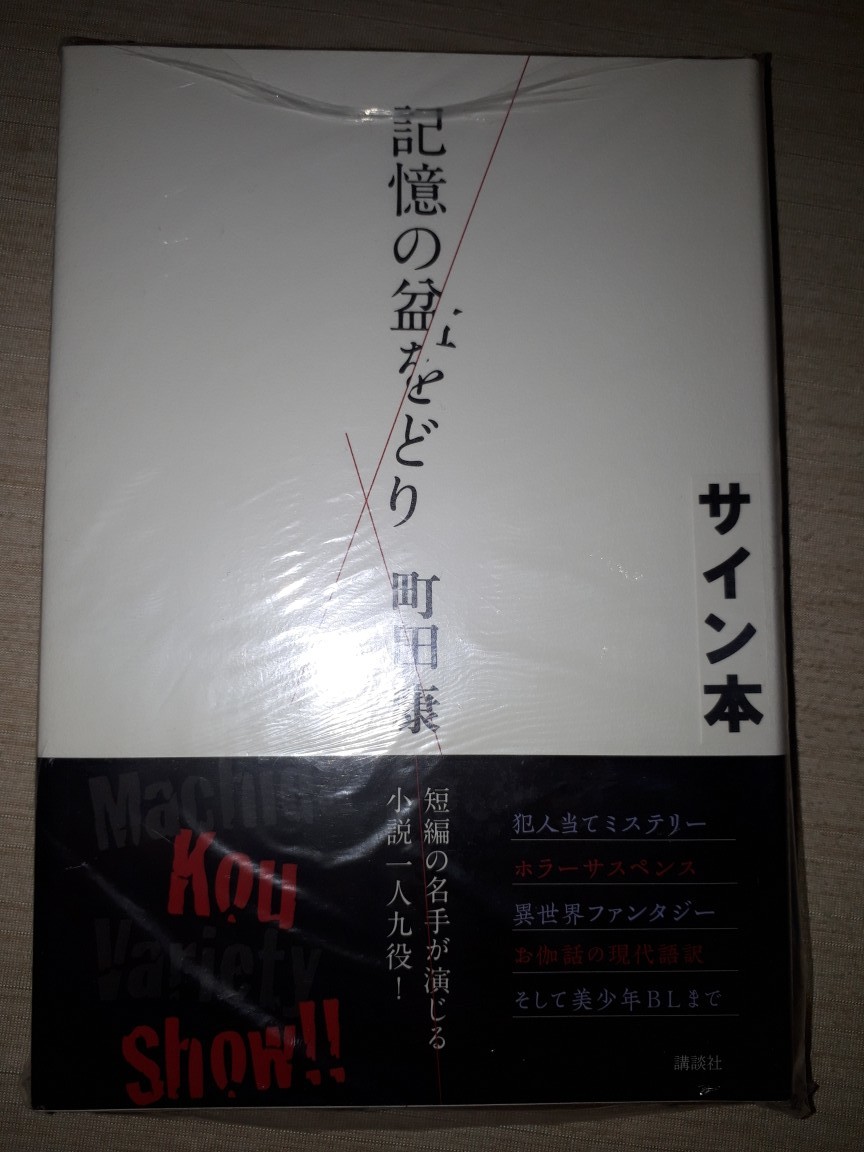 記憶の盆をどり
町田康
サイン本
Machida
Kou
Variety
Show!!
短編の名手が演じる
小説一人九役!
犯人当てミステリー
ホラーサスペンス
異世界ファンタジー
お伽話の現代語訳
そして美少年BLまで
講談社